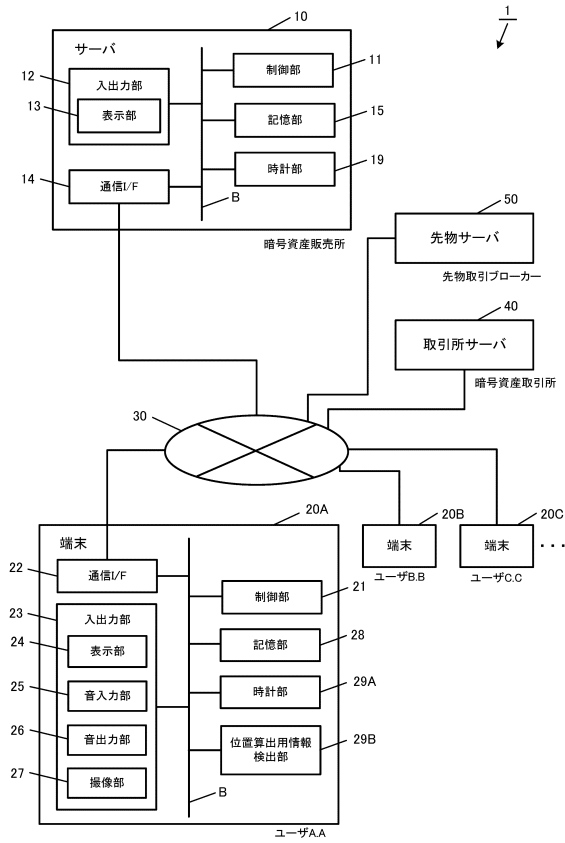 1
10
サーバ
12
入出力部
13
表示部
14
通信I/F
制御部
11
記憶部
15
時計部
19
B
暗号資産販売所
50
先物サーバ
先物取引ブローカー
40
取引所サーバ
暗号資産取引所
30
20A
端末
22
通信I/F
23
入出力部
24
表示部
25
音入力部
26
音出力部
27
撮像部
制御部
21
記憶部
28
時計部
29A
位置算出用情報
検出部
29B
B
ユーザA.A
20B
端末
ユーザB.B
20C
端末
ユーザC.C
・・・